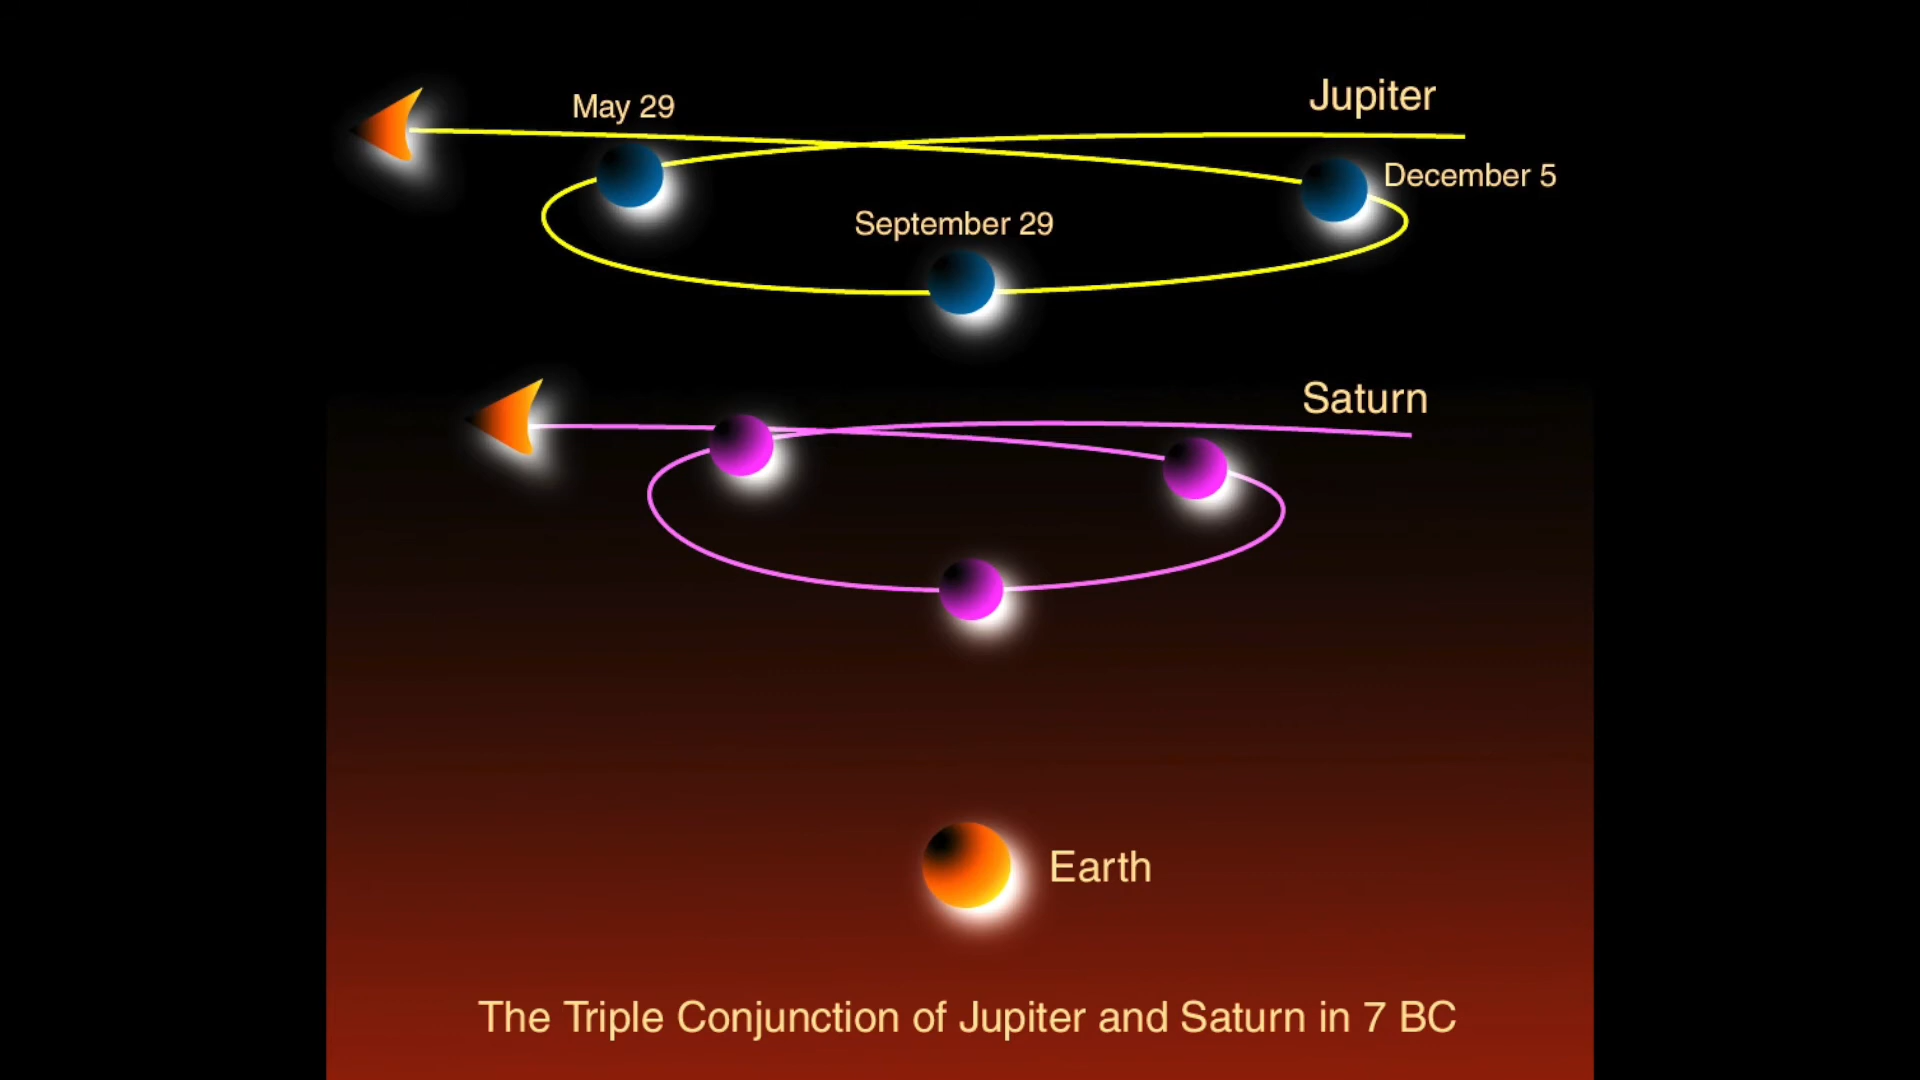 Jupiter
May 29
December 5
September 29
Saturn
Earth
The Triple Conjunction of Jupiter and Saturn in 7 BC